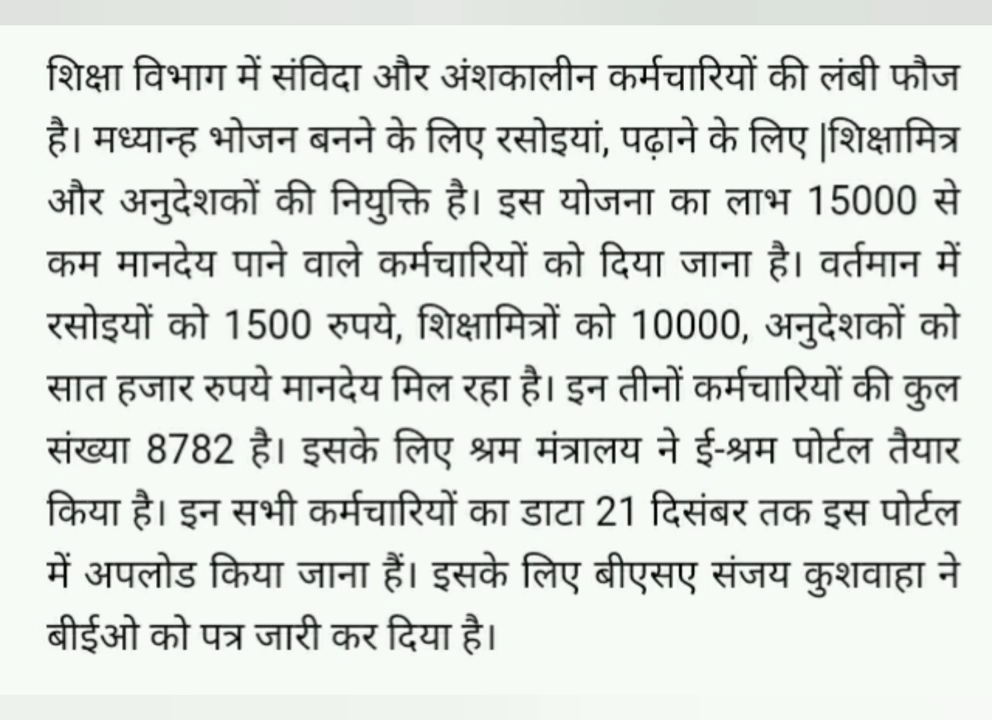 शिक्षा विभाग में संविदा और अंशकालीन कर्मचारियों की लंबी फौज
है। मध्यान्ह भोजन बनने के लिए रसोइयां, पढ़ाने के लिए |शिक्षामित्र
और अनुदेशकों की नियुक्ति है। इस योजना का लाभ 15000 से
कम मानदेय पाने वाले कर्मचारियों को दिया जाना है। वर्तमान में
रसोइयों को 1500 रुपये, शिक्षामित्रों को 10000, अनुदेशकों को
सात हजार रुपये मानदेय मिल रहा है। इन तीनों कर्मचारियों की कुल
संख्या 8782 है। इसके लिए श्रम मंत्रालय ने ई-श्रम पोर्टल तैयार
किया है। इन सभी कर्मचारियों का डाटा 21 दिसंबर तक इस पोर्टल
में अपलोड किया जाना हैं। इसके लिए बीएसए संजय कुशवाहा ने
बीईओ को पत्र जारी कर दिया है।